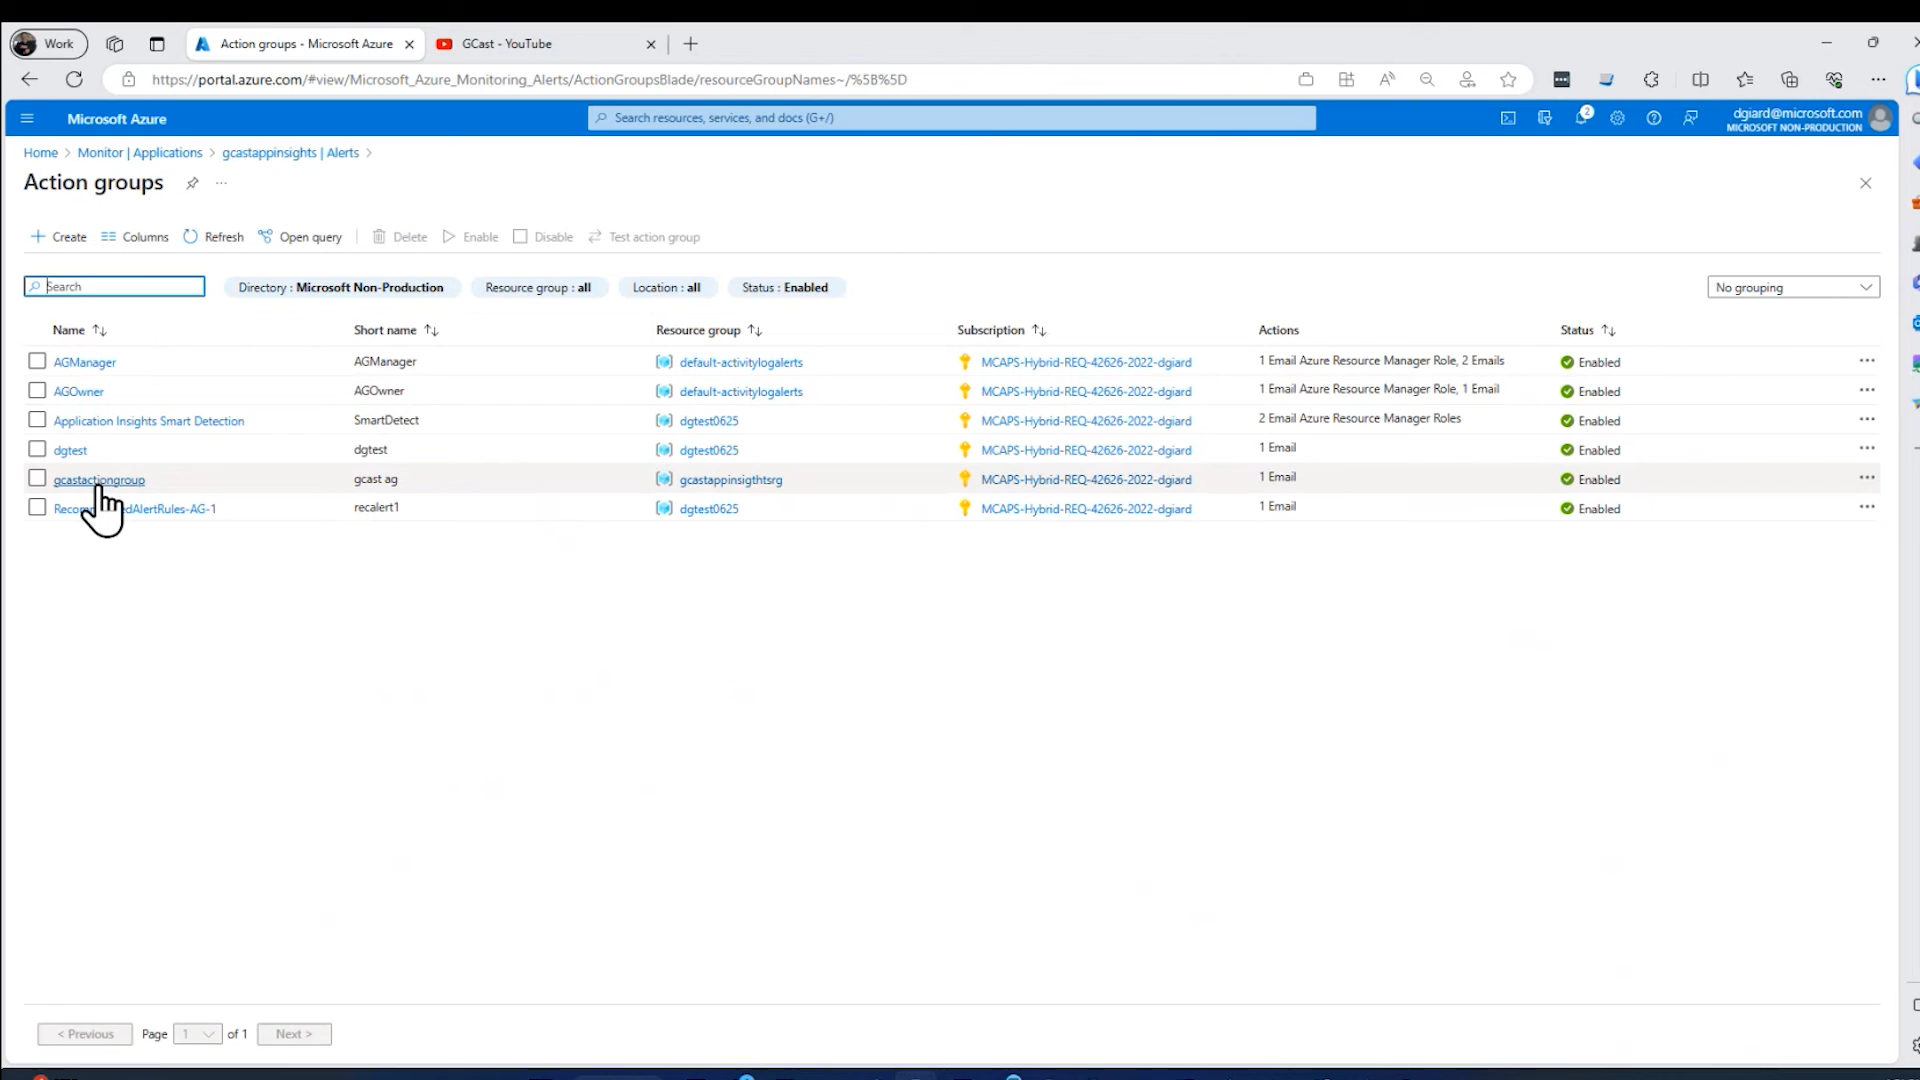 Work
Action groups - Microsoft Azure
GCast - YouTube
https://portal.azure.com/#view/Microsoft_Azure_Monitoring_Alerts/ActionGroupsBlade/resourceGroupNames~/%5B%5D
Microsoft Azure
Search resources, services, and docs (G+/)
2
dgiard@microsoft.com
MICROSOFT NON-PRODUCTION
Home > Monitor | Applications > gcastappinsights | Alerts >
Action groups
Create Columns Refresh Open query Delete Enable Disable Test action group
Search
Directory : Microsoft Non-Production
Resource group : all
Location : all
Status : Enabled
No grouping
Name Short name Resource group Subscription Actions Status
AGManager AGManager default-activitylogalerts MCAPS-Hybrid-REQ-42626-2022-dgiard 1 Email Azure Resource Manager Role, 2 Emails Enabled
AGOwner AGOwner default-activitylogalerts MCAPS-Hybrid-REQ-42626-2022-dgiard 1 Email Azure Resource Manager Role, 1 Email Enabled
Application Insights Smart Detection SmartDetect dgtest0625 MCAPS-Hybrid-REQ-42626-2022-dgiard 2 Email Azure Resource Manager Roles Enabled
dgtest dgtest dgtest0625 MCAPS-Hybrid-REQ-42626-2022-dgiard 1 Email Enabled
gcastactiongroup gcast ag gcastappinsigthtsrg MCAPS-Hybrid-REQ-42626-2022-dgiard 1 Email Enabled
recalert1 dgtest0625 MCAPS-Hybrid-REQ-42626-2022-dgiard 1 Email Enabled
< Previous Page 1 of 1 Next >